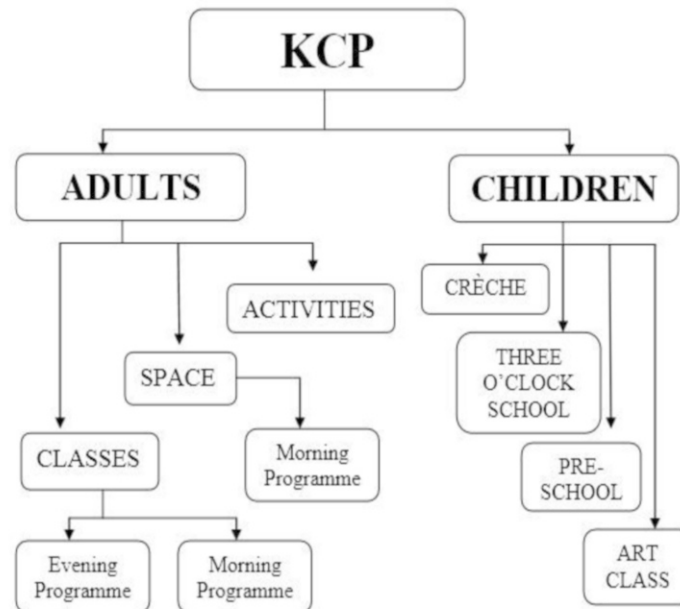 KCP
ADULTS
CHILDREN
CRÈCHE
ACTIVITIES
THREE
O'CLOCK
SCHOOL
SPACE
CLASSES
Morning
Programme
PRE-
SCHOOL
Evening
Programme
Morning
Programme
ART
CLASS